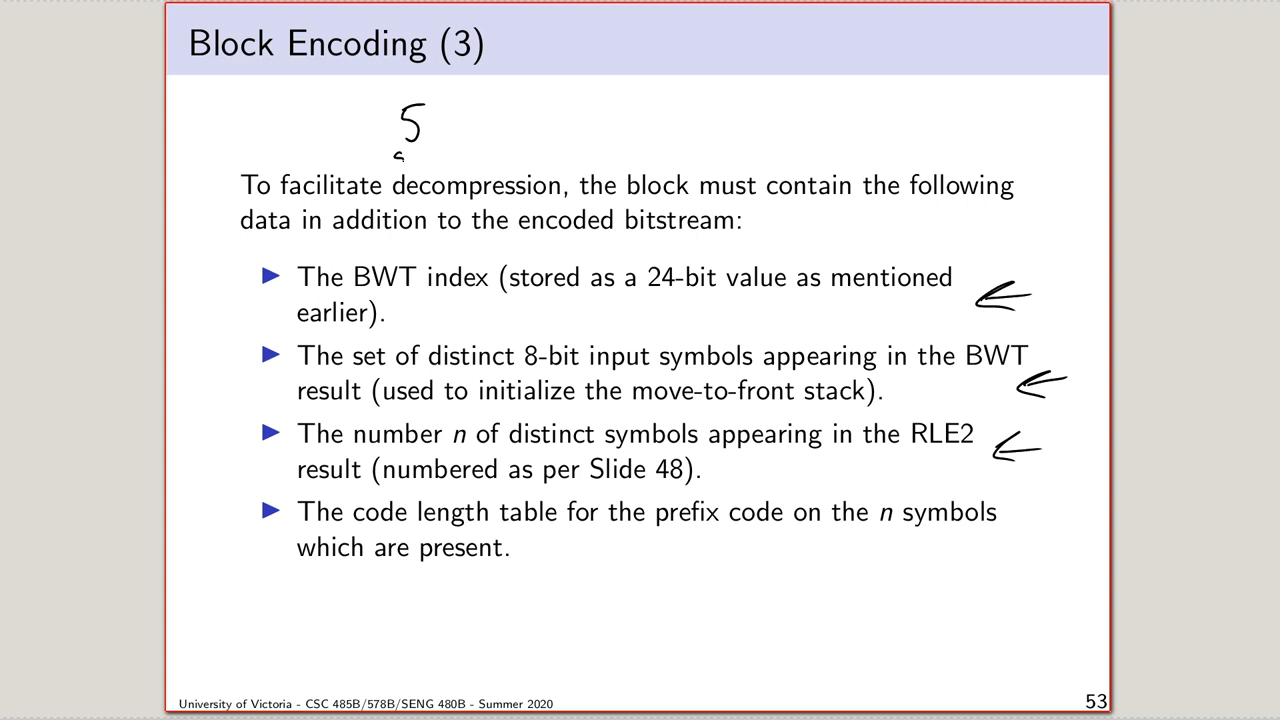 Block Encoding (3)
5
To facilitate decompression, the block must contain the following
data in addition to the encoded bitstream:
▶ The BWT index (stored as a 24-bit value as mentioned
earlier).
▶ The set of distinct 8-bit input symbols appearing in the BWT
result (used to initialize the move-to-front stack).
▶ The number n of distinct symbols appearing in the RLE2
result (numbered as per Slide 48).
▶ The code length table for the prefix code on the n symbols
which are present.
University of Victoria - CSC 485B/578B/SENG 480B - Summer 2020
53